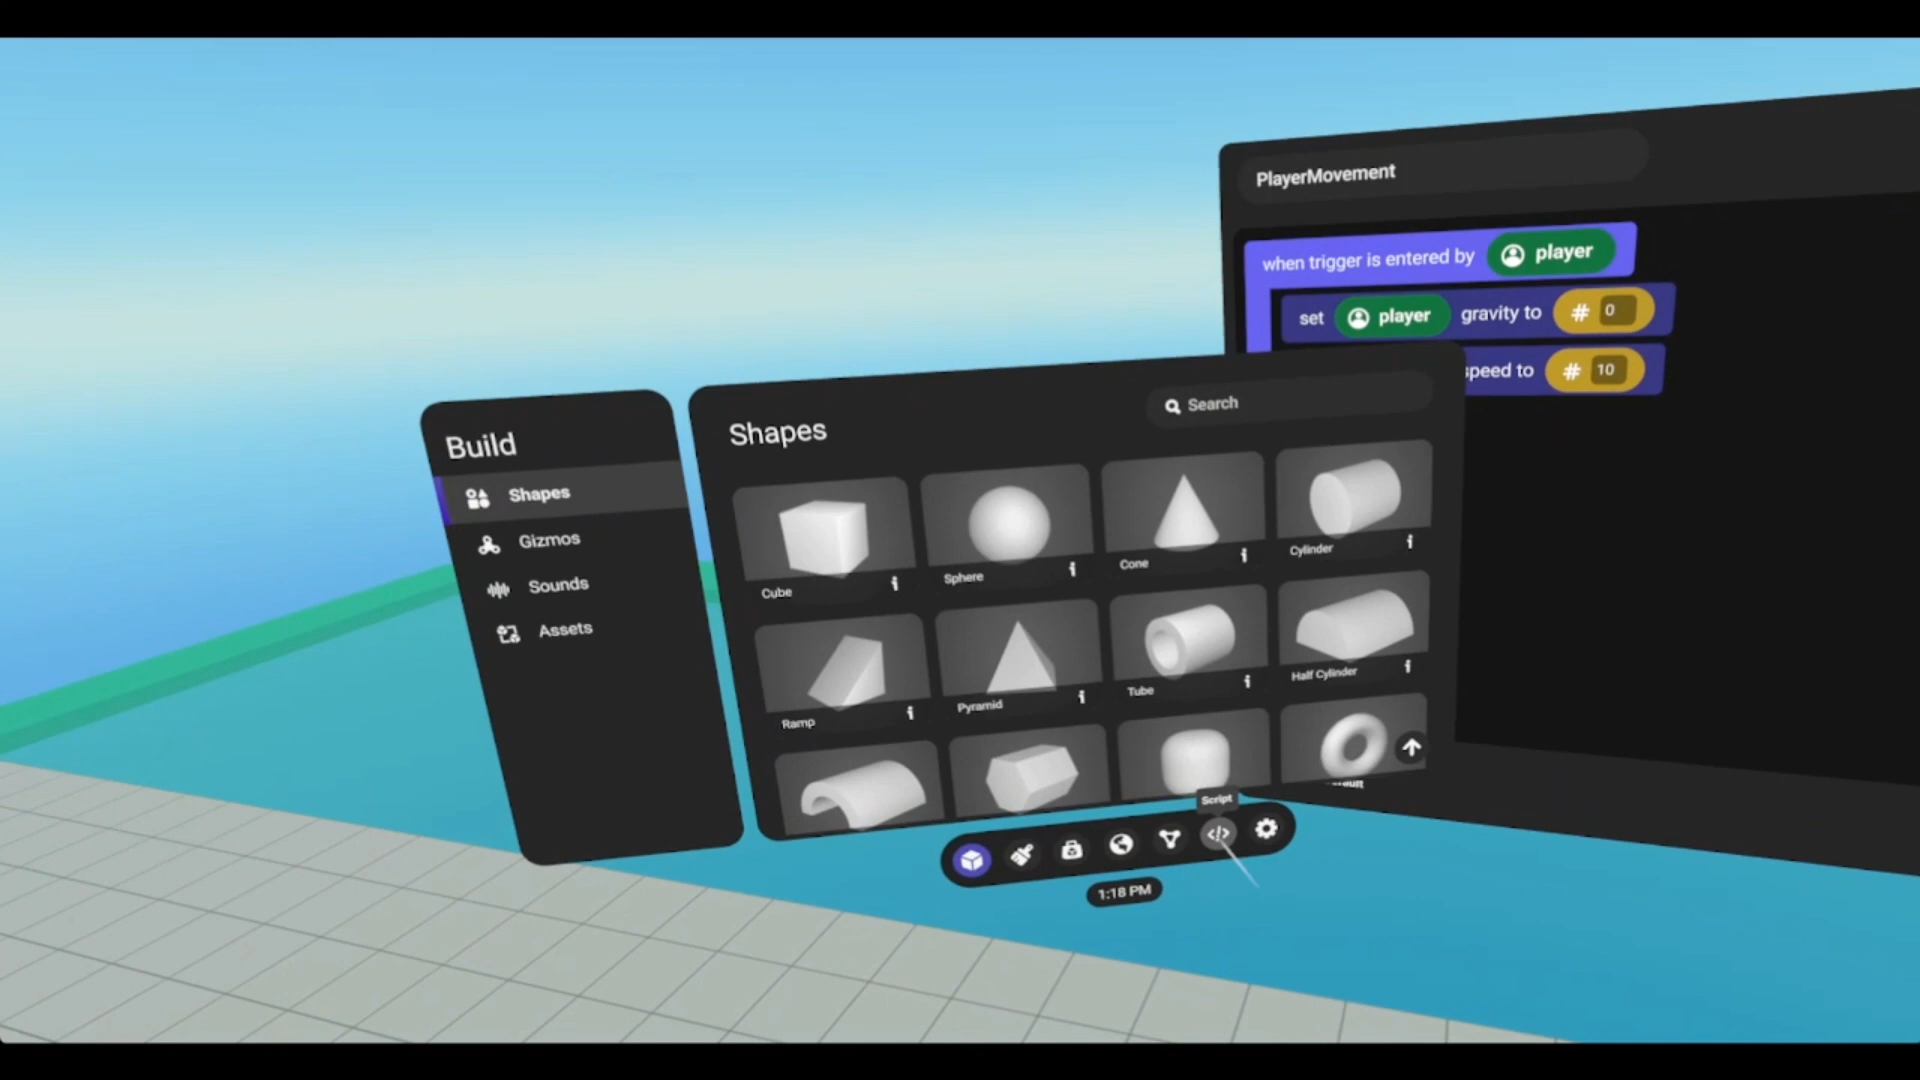 PlayerMovement
when trigger is entered by player
set player gravity to # 0
speed to # 10
Build
Shapes
Gizmos
Sounds
Assets
Shapes
Search
Cube
Sphere
Cone
Cylinder
Ramp
Pyramid
Tube
Half Cylinder
Script
1:18 PM